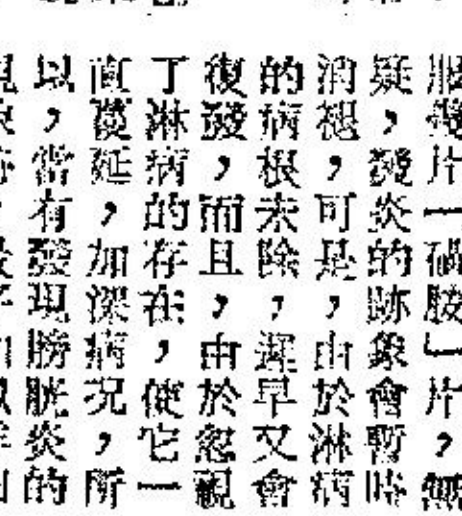 服幾片「磺胺」片,無
疑,發炎的跡象會暫時
消褪,可是,由於淋病
的病根未除,遲早又會
復發,而且,由於忽視
了淋病的存在,使它一
直蔓延,加深病況,所
以,當有發現膀胱炎的